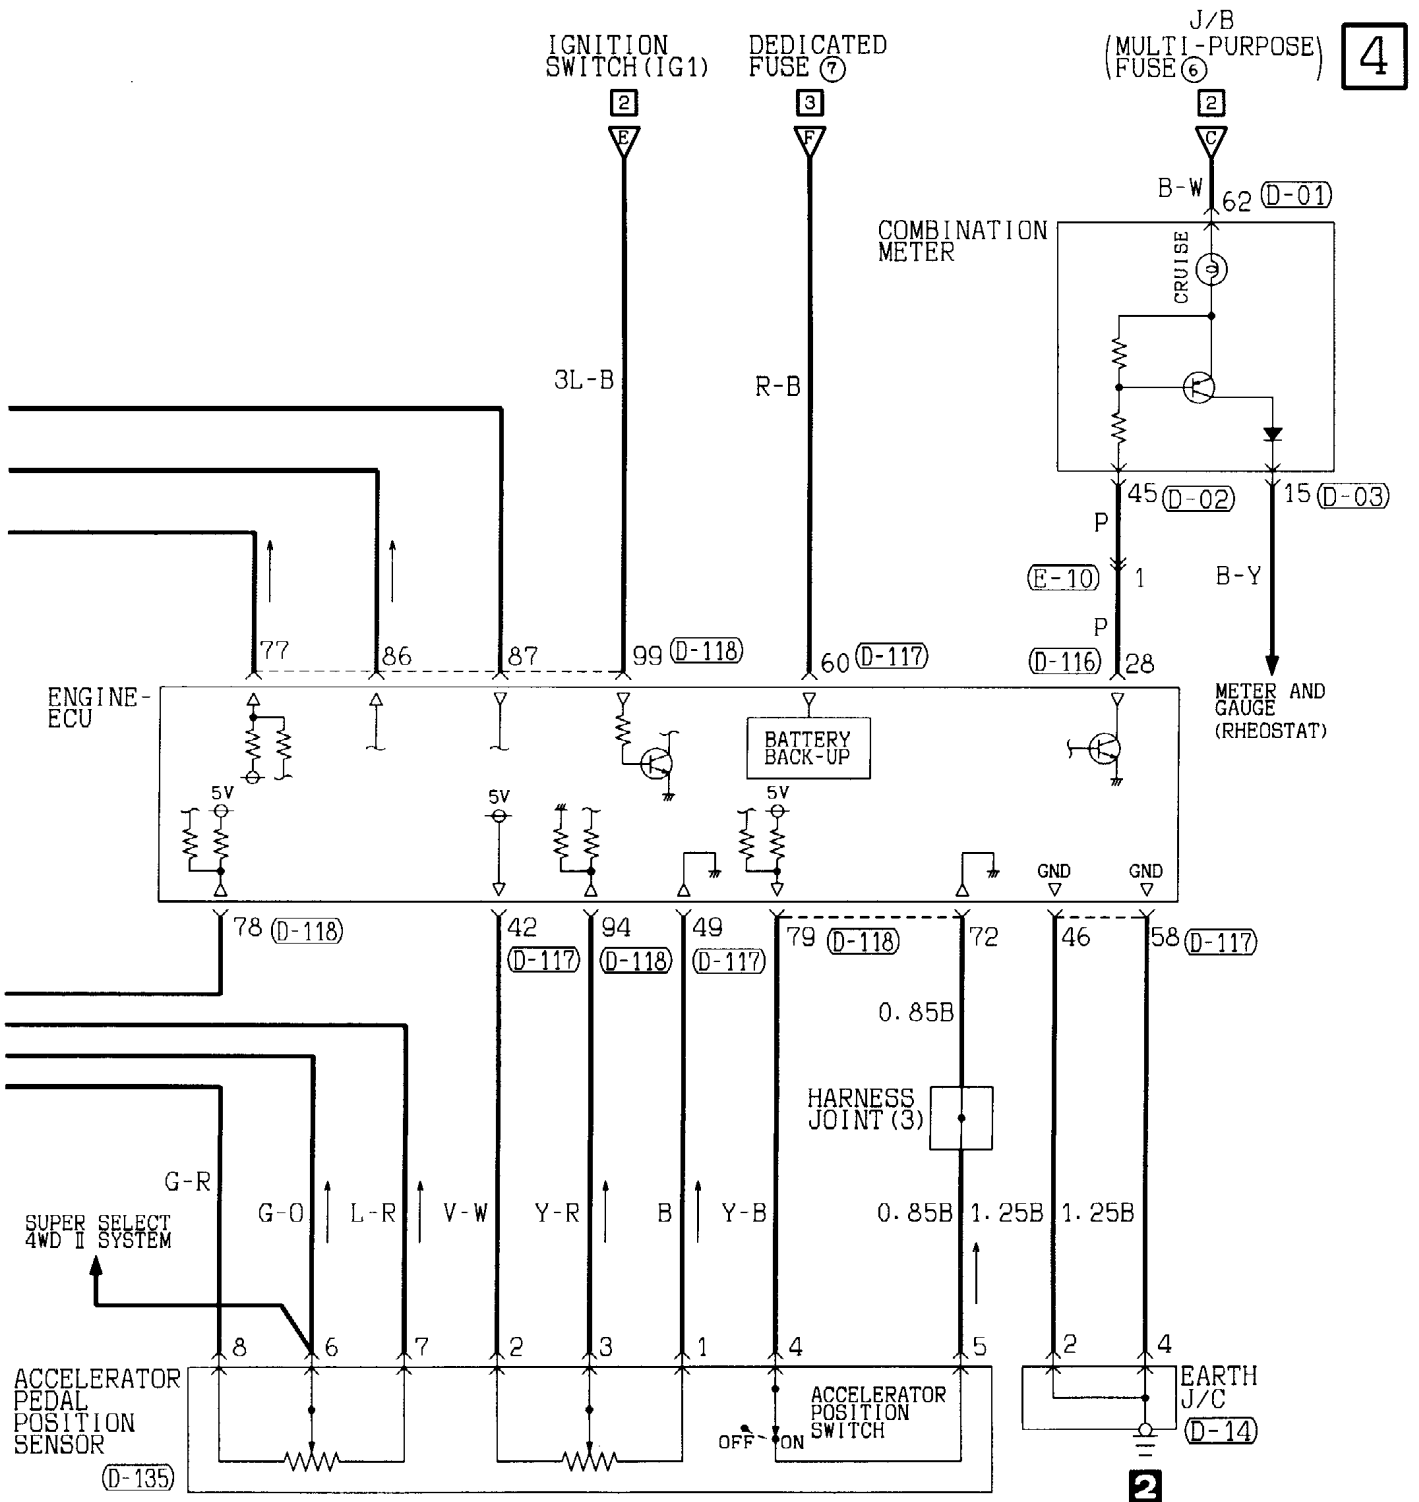 IGNITION
SWITCH(IG1)
2
E
DEDICATED
FUSE 7
3
F
J/B
(MULTI-PURPOSE)
FUSE 6
2
C
4
B-W
62 D-01
COMBINATION
METER
CRUISE
3L-B
R-B
45 D-02
15 D-03
P
E-10 1
B-Y
P
77
86
87
99 D-118
60 D-117
D-116 28
METER AND
GAUGE
(RHEOSTAT)
ENGINE-
ECU
BATTERY
BACK-UP
5V
5V
5V
GND
GND
78 D-118
42
D-117
94
D-118
49
D-117
79 D-118
72
46
58 D-117
0.85B
HARNESS
JOINT(3)
G-R
G-O
L-R
V-W
Y-R
B
Y-B
0.85B
1.25B
1.25B
SUPER SELECT
4WD II SYSTEM
8
6
7
2
3
1
4
5
2
4
ACCELERATOR
PEDAL
POSITION
SENSOR
D-135
ACCELERATOR
POSITION
SWITCH
OFF
ON
EARTH
J/C
D-14
2